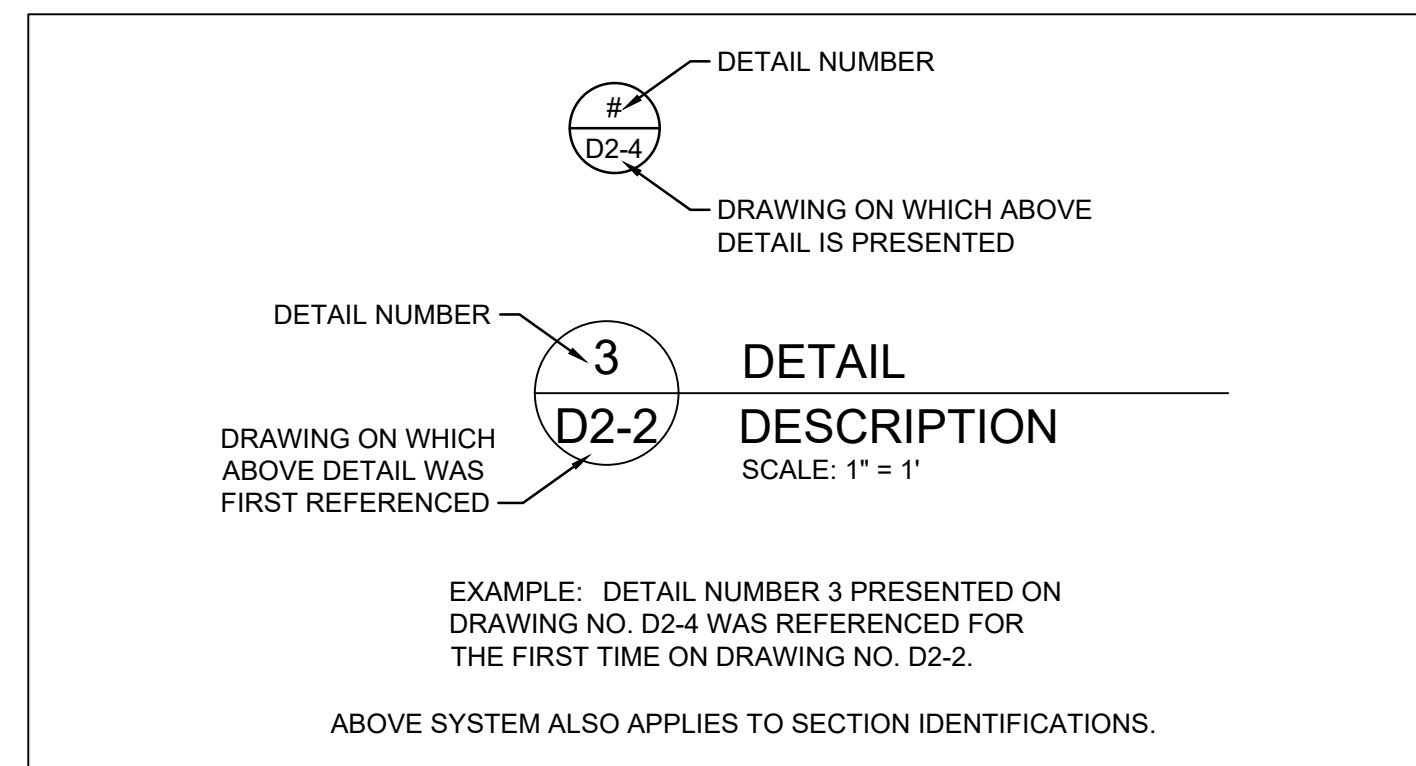 DETAIL NUMBER
#
D2-4
DRAWING ON WHICH ABOVE
DETAIL IS PRESENTED
DETAIL NUMBER
3
DETAIL
D2-2
DESCRIPTION
SCALE: 1" = 1'
DRAWING ON WHICH
ABOVE DETAIL WAS
FIRST REFERENCED
EXAMPLE: DETAIL NUMBER 3 PRESENTED ON
DRAWING NO. D2-4 WAS REFERENCED FOR
THE FIRST TIME ON DRAWING NO. D2-2.
ABOVE SYSTEM ALSO APPLIES TO SECTION IDENTIFICATIONS.